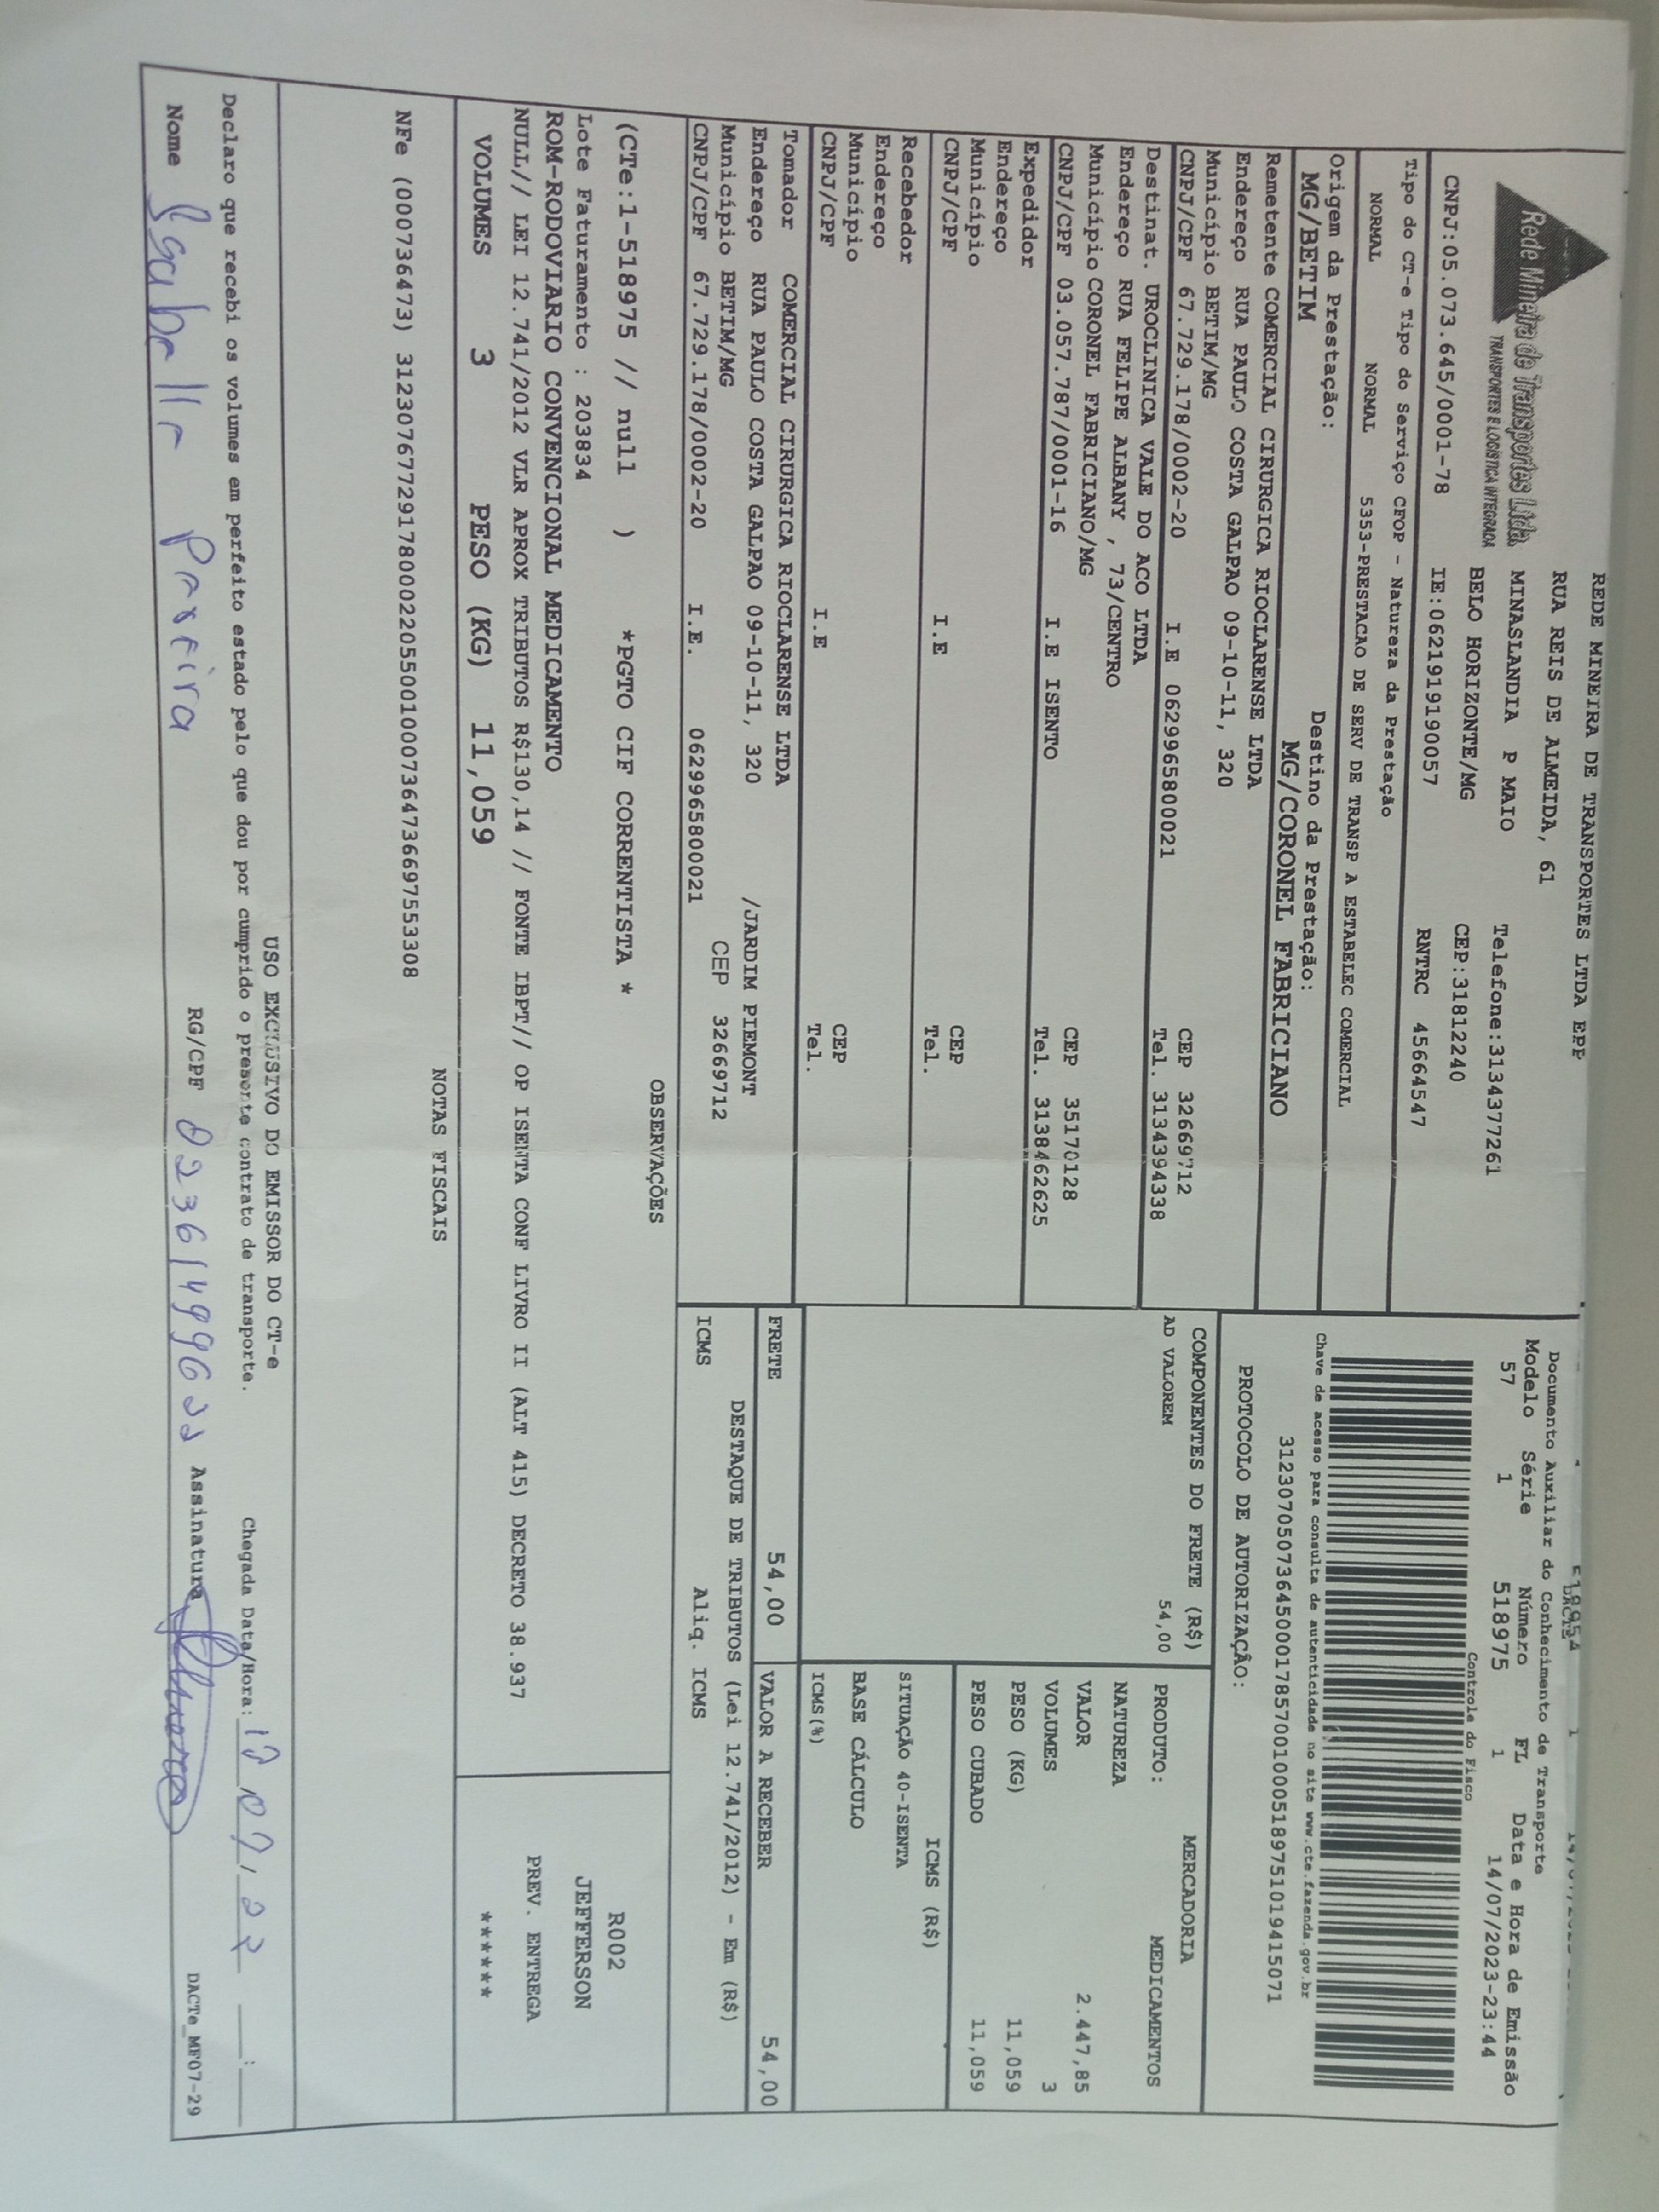 Rede Mineira de Transportes Ltda.
TRANSPORTES E LOGÍSTICA INTEGRADA
REDE MINEIRA DE TRANSPORTES LTDA EPP
RUA REIS DE ALMEIDA, 61
MINASLANDIA P MAIO Telefone:3134377261
BELO HORIZONTE/MG CEP:31812240
CNPJ:05.073.645/0001-78 IE:0621919190057 RNTRC 45664547
Tipo do CT-e Tipo do Serviço CFOP - Natureza da Prestação
NORMAL NORMAL 5353-PRESTACAO DE SERV DE TRANSP A ESTABELEC COMERCIAL
Origem da Prestação: Destino da Prestação:
MG/BETIM MG/CORONEL FABRICIANO
Remetente COMERCIAL CIRURGICA RIOCLARENSE LTDA
Endereço RUA PAULO COSTA GALPAO 09-10-11, 320
Município BETIM/MG CEP 32669712
CNPJ/CPF 67.729.178/0002-20 I.E 0629965800021 Tel. 3134394338
Destinat. UROCLINICA VALE DO ACO LTDA
Endereço RUA FELIPE ALBANY , 73/CENTRO
Município CORONEL FABRICIANO/MG CEP 35170128
CNPJ/CPF 03.057.787/0001-16 I.E ISENTO Tel. 3138462625
Expedidor
Endereço
Município CEP
CNPJ/CPF I.E Tel.
Recebedor
Endereço
Município CEP
CNPJ/CPF I.E Tel.
Tomador COMERCIAL CIRURGICA RIOCLARENSE LTDA
Endereço RUA PAULO COSTA GALPAO 09-10-11, 320 /JARDIM PIEMONT
Município BETIM/MG CEP 32669712
CNPJ/CPF 67.729.178/0002-20 I.E. 0629965800021
DACTE
Documento Auxiliar do Conhecimento de Transporte
Modelo Série Número FL Data e Hora de Emissão
57 1 518975 1 14/07/2023-23:44
Controle do Fisco
Chave de acesso para consulta de autenticidade no site www.cte.fazenda.gov.br
31230705073645000178570010005189751019415071
PROTOCOLO DE AUTORIZAÇÃO:
COMPONENTES DO FRETE (R$)
AD VALOREM 54,00
MERCADORIA
PRODUTO: MEDICAMENTOS
NATUREZA
VALOR 2.447,85
VOLUMES 3
PESO (KG) 11,059
PESO CUBADO 11,059
ICMS (R$)
SITUAÇÃO 40-ISENTA
BASE CÁLCULO
ICMS(%)
FRETE 54,00 VALOR A RECEBER 54,00
DESTAQUE DE TRIBUTOS (Lei 12.741/2012) - Em (R$)
ICMS Aliq. ICMS
OBSERVAÇÕES
(CTe:1-518975 // null ) *PGTO CIF CORRENTISTA *
Lote Faturamento : 203834
ROM-RODOVIARIO CONVENCIONAL MEDICAMENTO
NULL// LEI 12.741/2012 VLR APROX TRIBUTOS R$130,14 // FONTE IBPT// OP ISENTA CONF LIVRO II (ALT 415) DECRETO 38.937
R002
JEFFERSON
PREV. ENTREGA
******
VOLUMES 3 PESO (KG) 11,059
NOTAS FISCAIS
NFe (000736473) 31230767729178000220550010007364736697553308
USO EXCLUSIVO DO EMISSOR DO CT-e
Declaro que recebi os volumes em perfeito estado pelo que dou por cumprido o presente contrato de transporte. Chegada Data/Hora: __:__
Nome RG/CPF Assinatura
DACTe_MF07-29